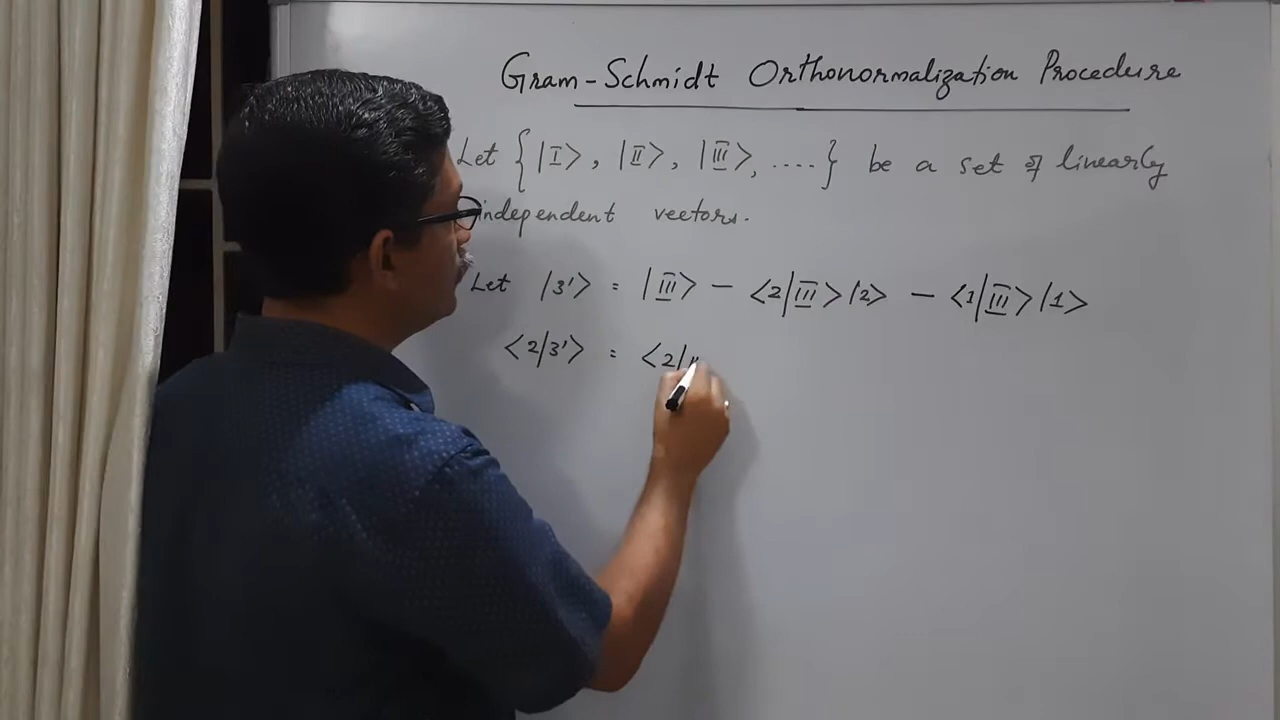 Gram-Schmidt Orthonormalization Procedure
Let {|I⟩, |II⟩, |III⟩, ....} be a set of linearly
independent vectors.
Let |3'⟩ = |III⟩ - ⟨2|III⟩|2⟩ - ⟨1|III⟩|1⟩
⟨2|3'⟩ = ⟨2|